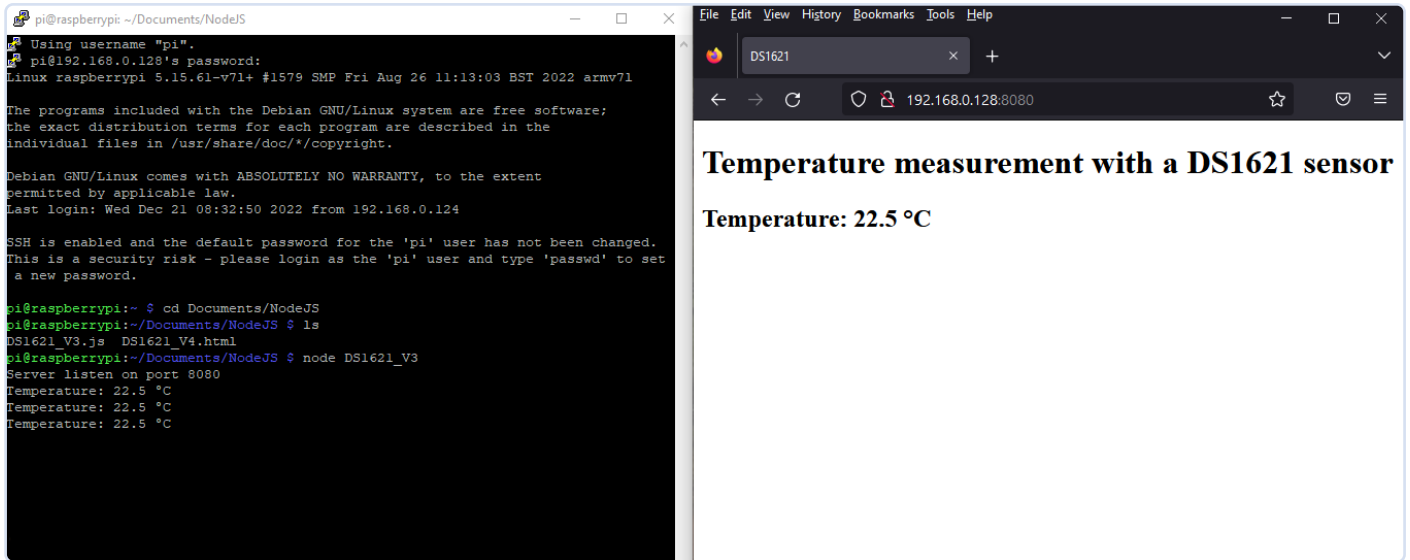 pi@raspberrypi: ~/Documents/NodeJS
Using username "pi".
pi@192.168.0.128's password:
Linux raspberrypi 5.15.61-v7l+ #1579 SMP Fri Aug 26 11:13:03 BST 2022 armv7l
The programs included with the Debian GNU/Linux system are free software;
the exact distribution terms for each program are described in the
individual files in /usr/share/doc/*/copyright.
Debian GNU/Linux comes with ABSOLUTELY NO WARRANTY, to the extent
permitted by applicable law.
Last login: Wed Dec 21 08:32:50 2022 from 192.168.0.124
SSH is enabled and the default password for the 'pi' user has not been changed.
This is a security risk - please login as the 'pi' user and type 'passwd' to set
a new password.
pi@raspberrypi:~ $ cd Documents/NodeJS
pi@raspberrypi:~/Documents/NodeJS $ ls
DS1621_V3.js DS1621_V4.html
pi@raspberrypi:~/Documents/NodeJS $ node DS1621_V3
Server listen on port 8080
Temperature: 22.5 °C
Temperature: 22.5 °C
Temperature: 22.5 °C
File Edit View History Bookmarks Tools Help
DS1621
192.168.0.128:8080
Temperature measurement with a DS1621 sensor
Temperature: 22.5 °C